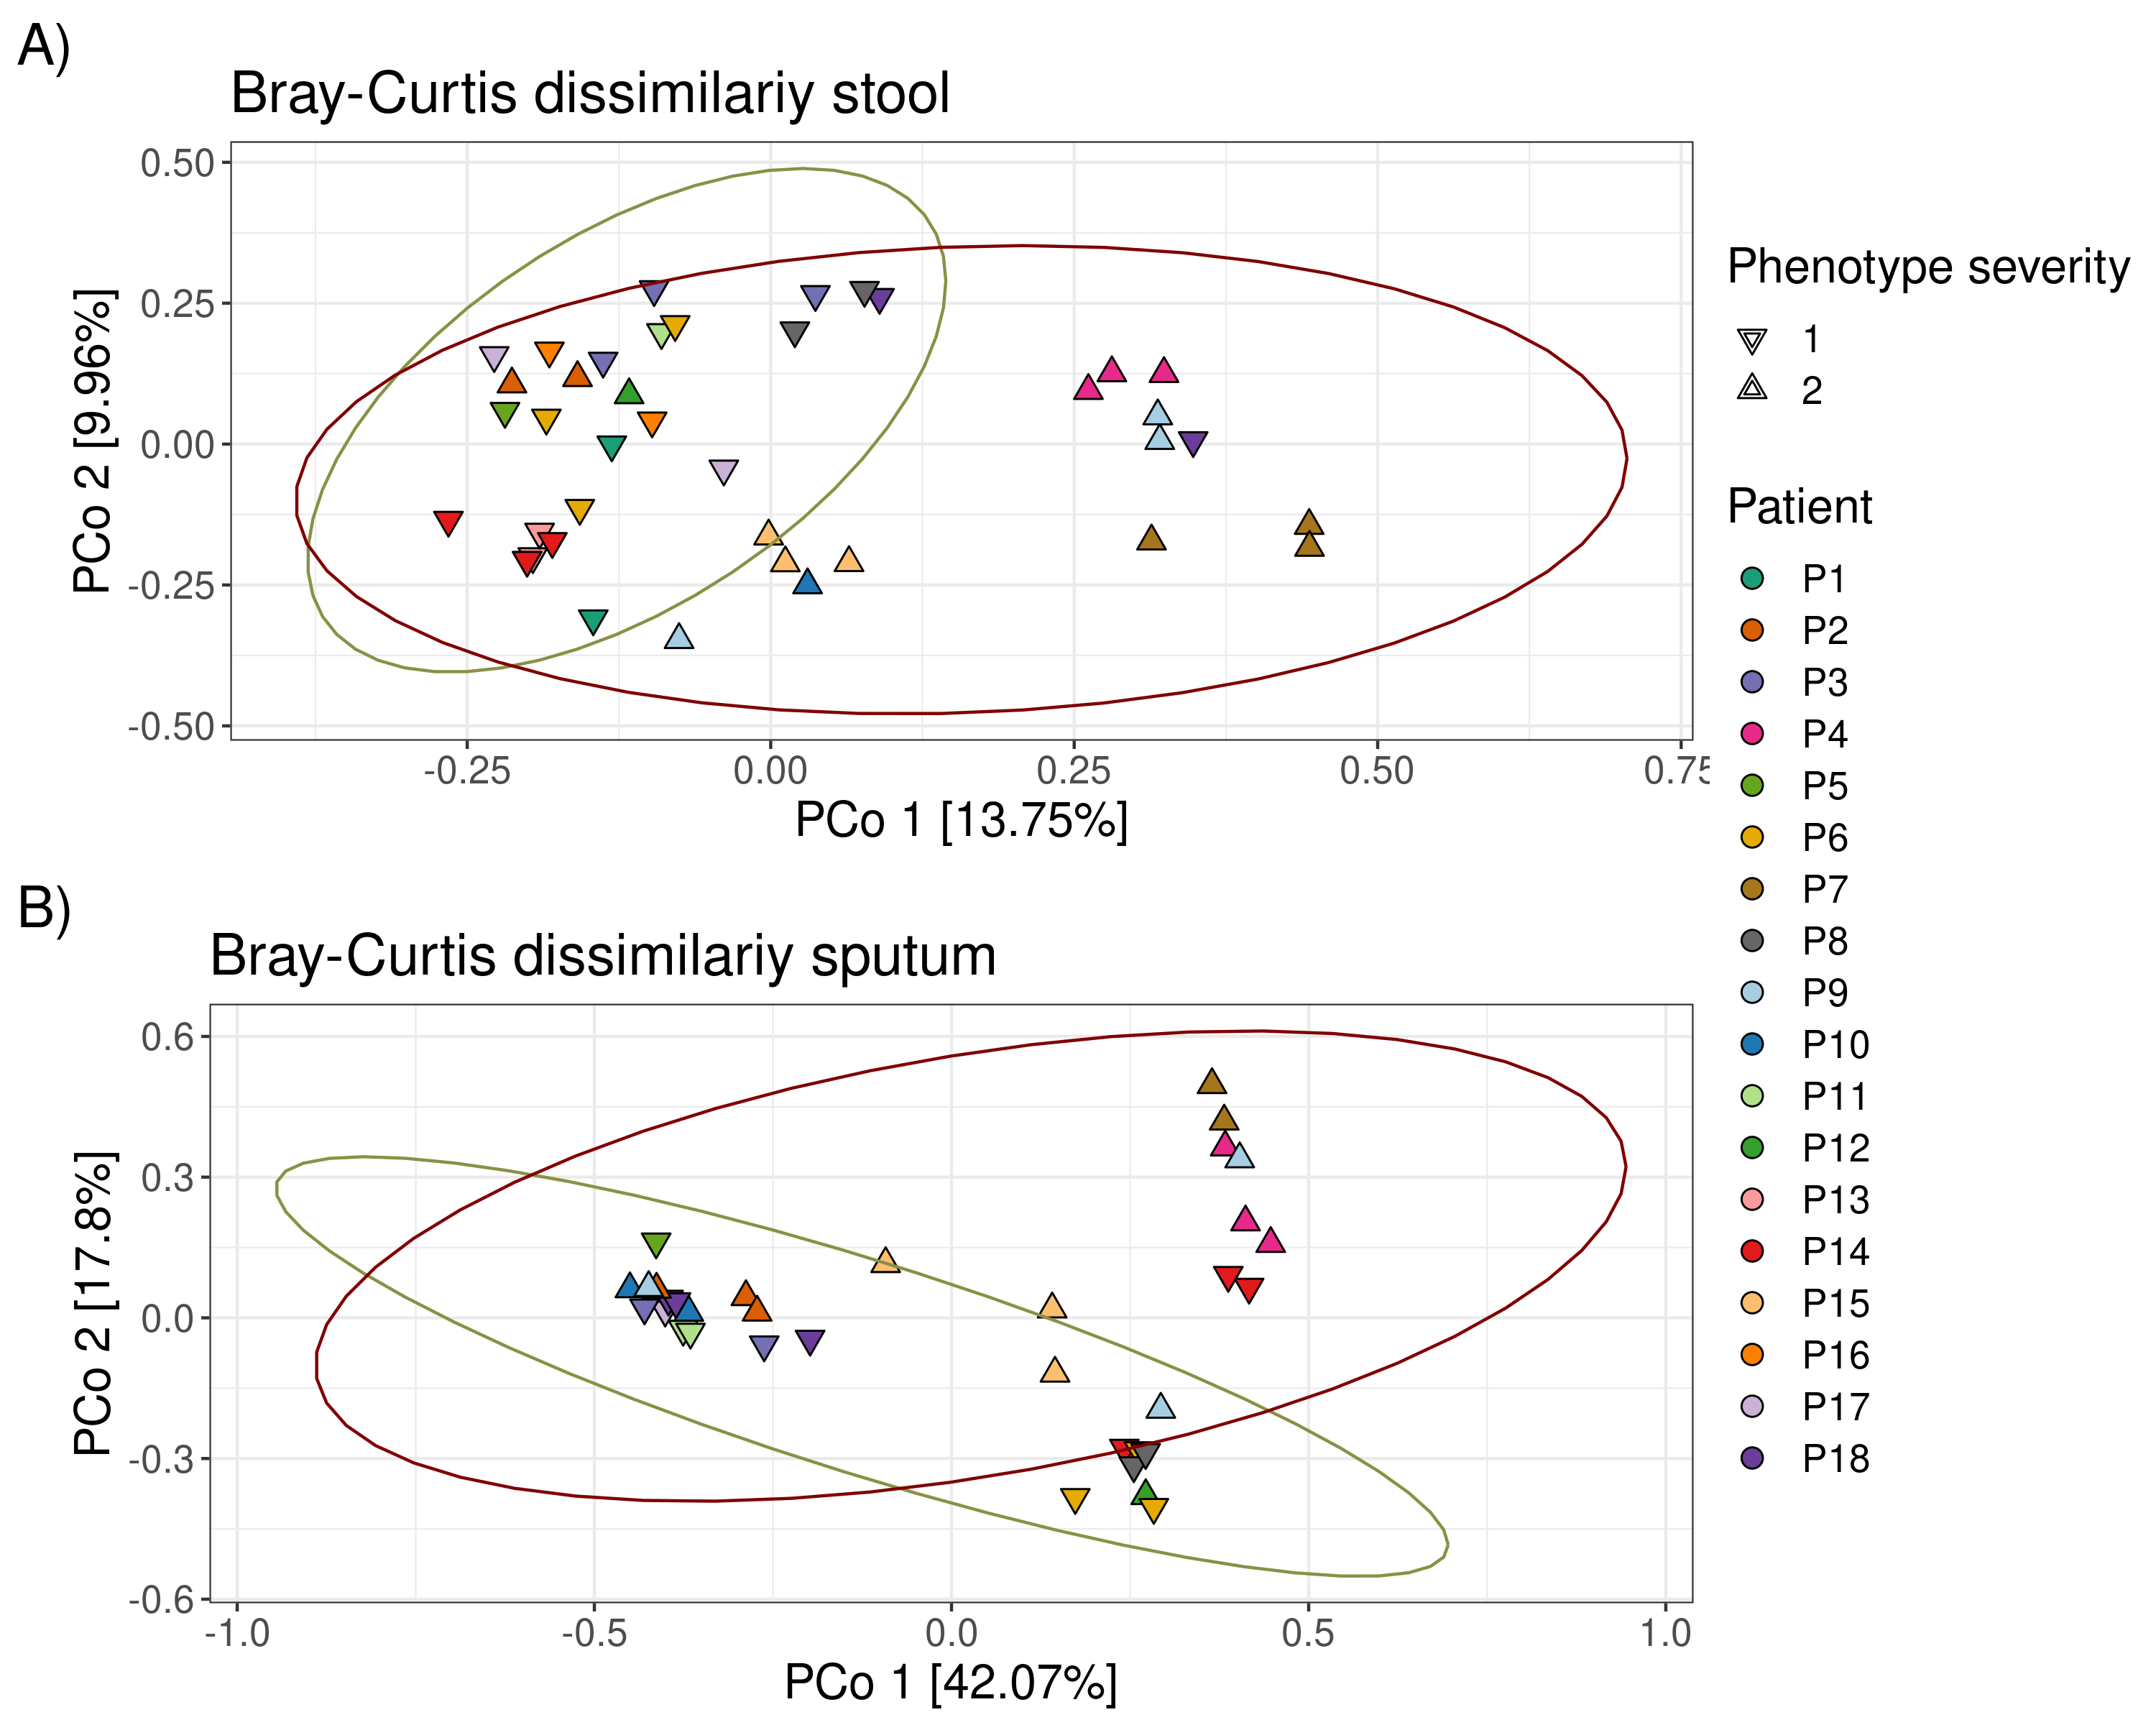 A)
Bray-Curtis dissimilariy stool
0.50
0.25
0.00
-0.25
-0.50
PCo 2 [9.96%]
-0.25 0.00 0.25 0.50 0.75
PCo 1 [13.75%]
Phenotype severity
1
2
Patient
P1
P2
P3
P4
P5
P6
P7
P8
P9
P10
P11
P12
P13
P14
P15
P16
P17
P18
B)
Bray-Curtis dissimilariy sputum
0.6
0.3
0.0
-0.3
-0.6
PCo 2 [17.8%]
-1.0 -0.5 0.0 0.5 1.0
PCo 1 [42.07%]